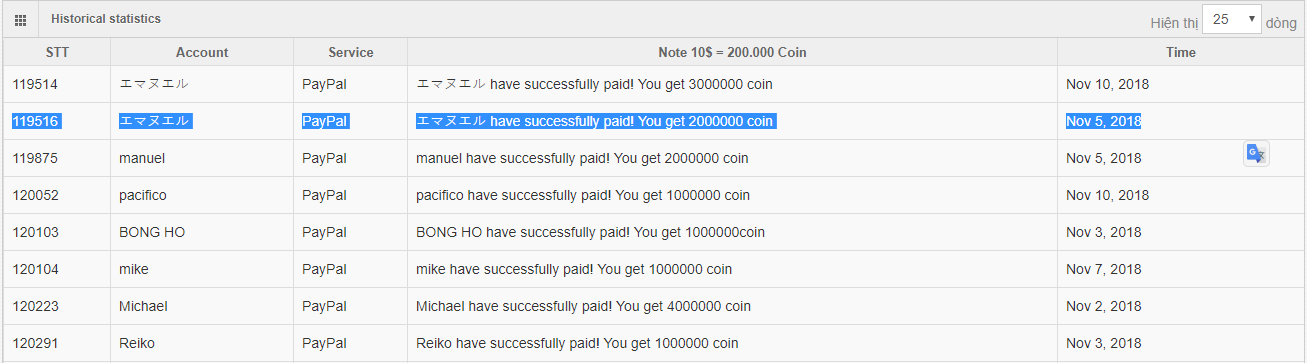 Historical statistics
Hiện thị 25 dòng
STT Account Service Note 10$ = 200.000 Coin Time
119514 エマヌエル PayPal エマヌエル have successfully paid! You get 3000000 coin Nov 10, 2018
119516 エマヌエル PayPal エマヌエル have successfully paid! You get 2000000 coin Nov 5, 2018
119875 manuel PayPal manuel have successfully paid! You get 2000000 coin Nov 5, 2018
120052 pacifico PayPal pacifico have successfully paid! You get 1000000 coin Nov 10, 2018
120103 BONG HO PayPal BONG HO have successfully paid! You get 1000000coin Nov 3, 2018
120104 mike PayPal mike have successfully paid! You get 1000000 coin Nov 7, 2018
120223 Michael PayPal Michael have successfully paid! You get 4000000 coin Nov 2, 2018
120291 Reiko PayPal Reiko have successfully paid! You get 1000000 coin Nov 3, 2018